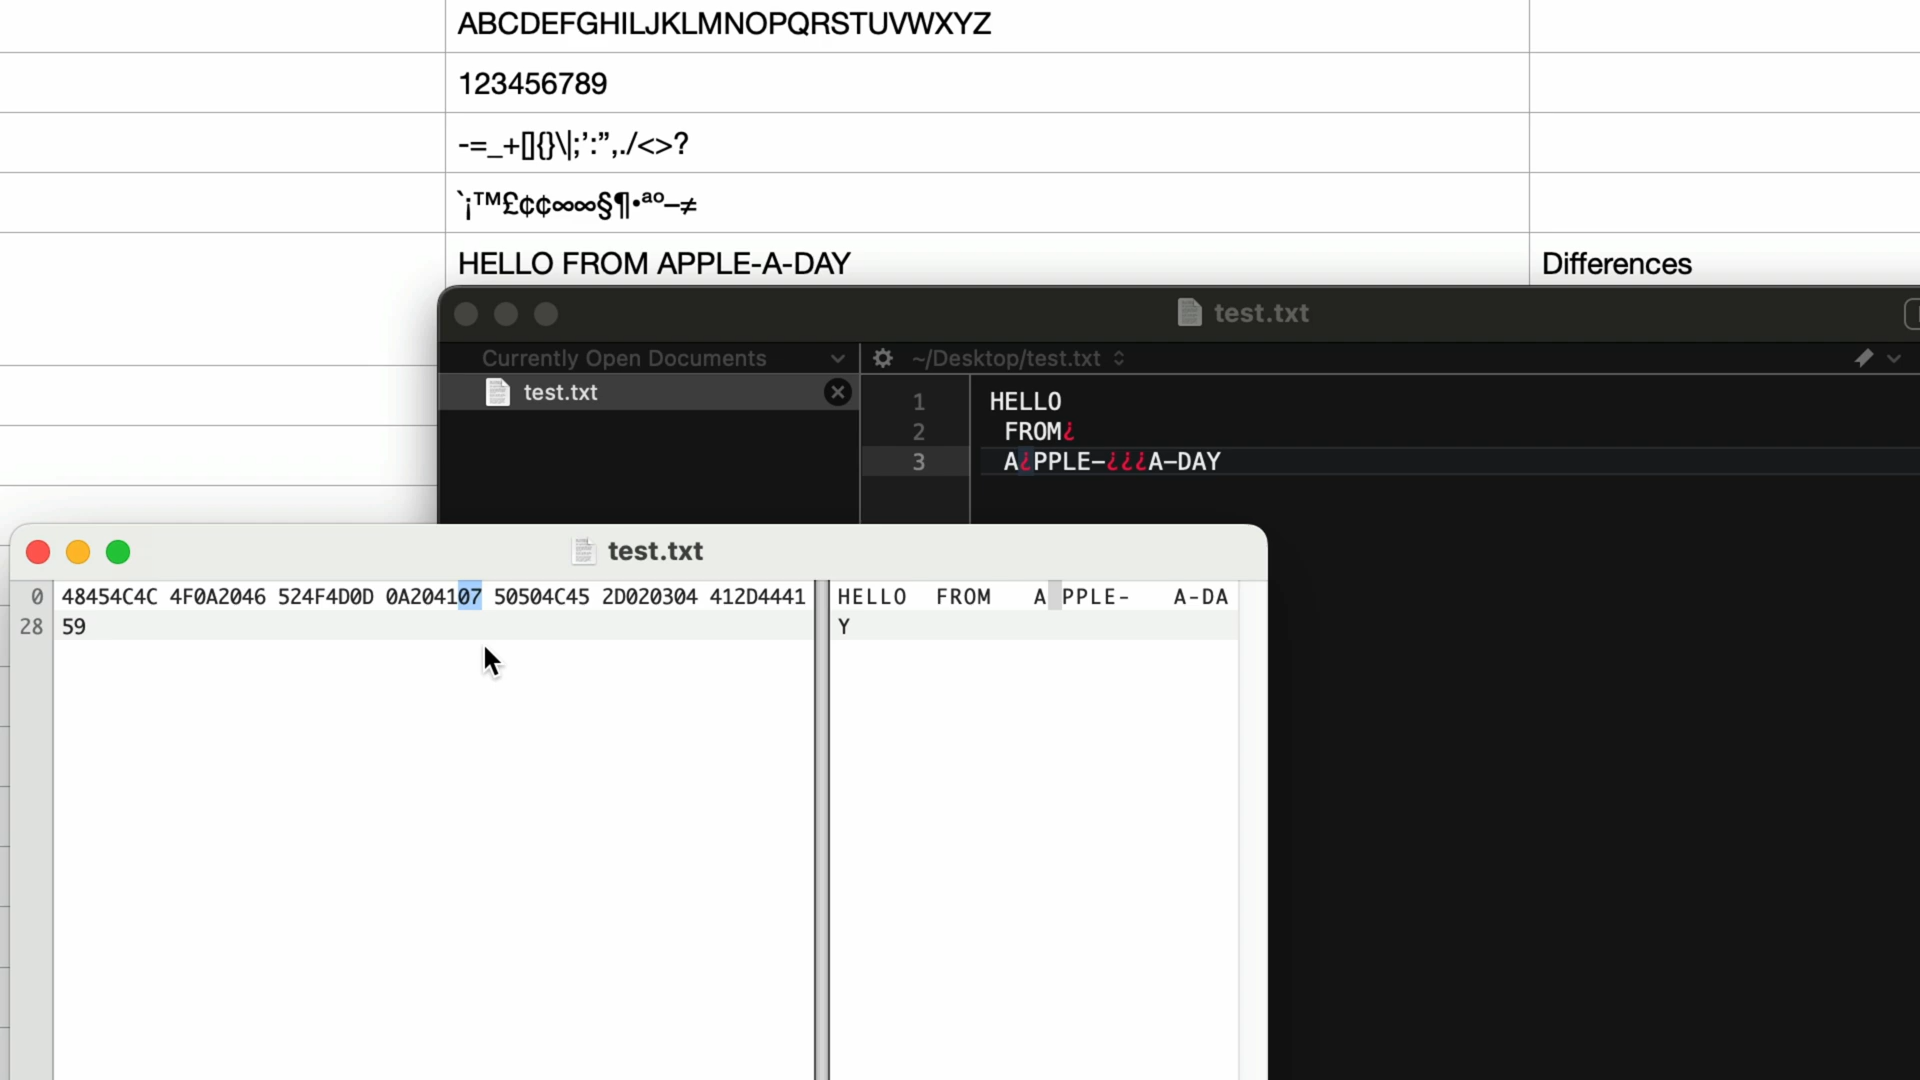 ABCDEFGHILJKLMNOPQRSTUVWXYZ
123456789
-=_+[]{}\|;’:”,./<>?
`¡™£¢¢∞∞§¶•ªº–≠
HELLO FROM APPLE-A-DAY
Differences
test.txt
Currently Open Documents
~/Desktop/test.txt
test.txt
1 HELLO
2 FROM¿
3 A¿PPLE-¿¿¿A-DAY
test.txt
0 48454C4C 4F0A2046 524F4D0D 0A204107 50504C45 2D020304 412D4441 HELLO FROM A PPLE- A-DA
28 59 Y